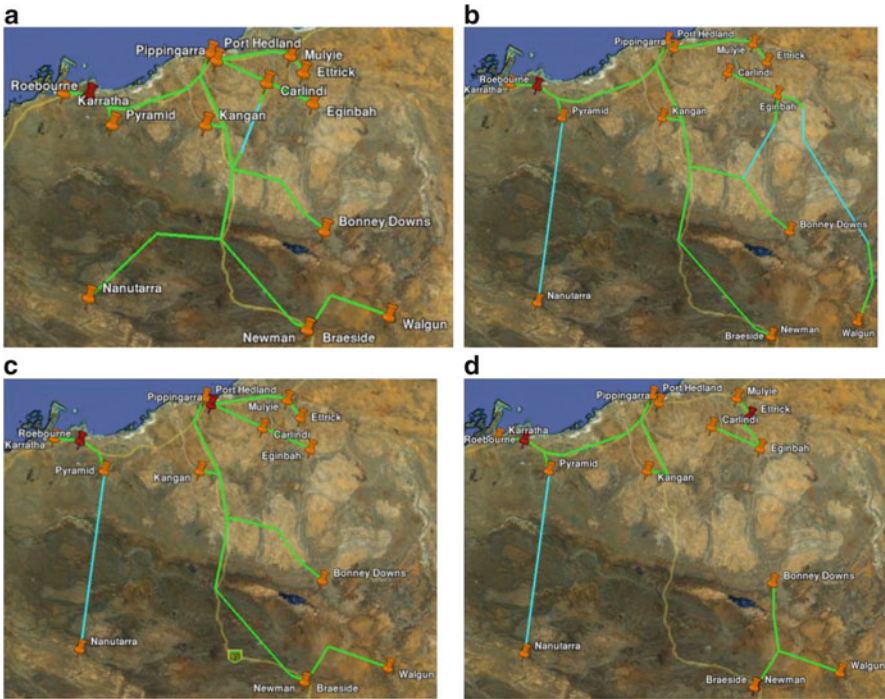 a
Pippingarra
Port Hedland
Mulyie
Ettrick
Roebourne
Carlindi
Karratha
Eginbah
Pyramid
Kangan
Bonney Downs
Nanutarra
Newman
Braeside
Walgun
b
Pippingarra
Port Hedland
Mulyie
Ettrick
Carlindi
Roebourne
Karratha
Eginbah
Pyramid
Kangan
Bonney Downs
Nanutarra
Newman
Braeside
Walgun
c
Pippingarra
Port Hedland
Mulyie
Ettrick
Roebourne
Karratha
Carlindi
Eginbah
Pyramid
Kangan
Bonney Downs
Nanutarra
Walgun
Newman
Braeside
d
Pippingarra
Port Hedland
Mulyie
Ettrick
Karratha
Roebourne
Carlindi
Eginbah
Pyramid
Kangan
Bonney Downs
Nanutarra
Walgun
Braeside
Newman